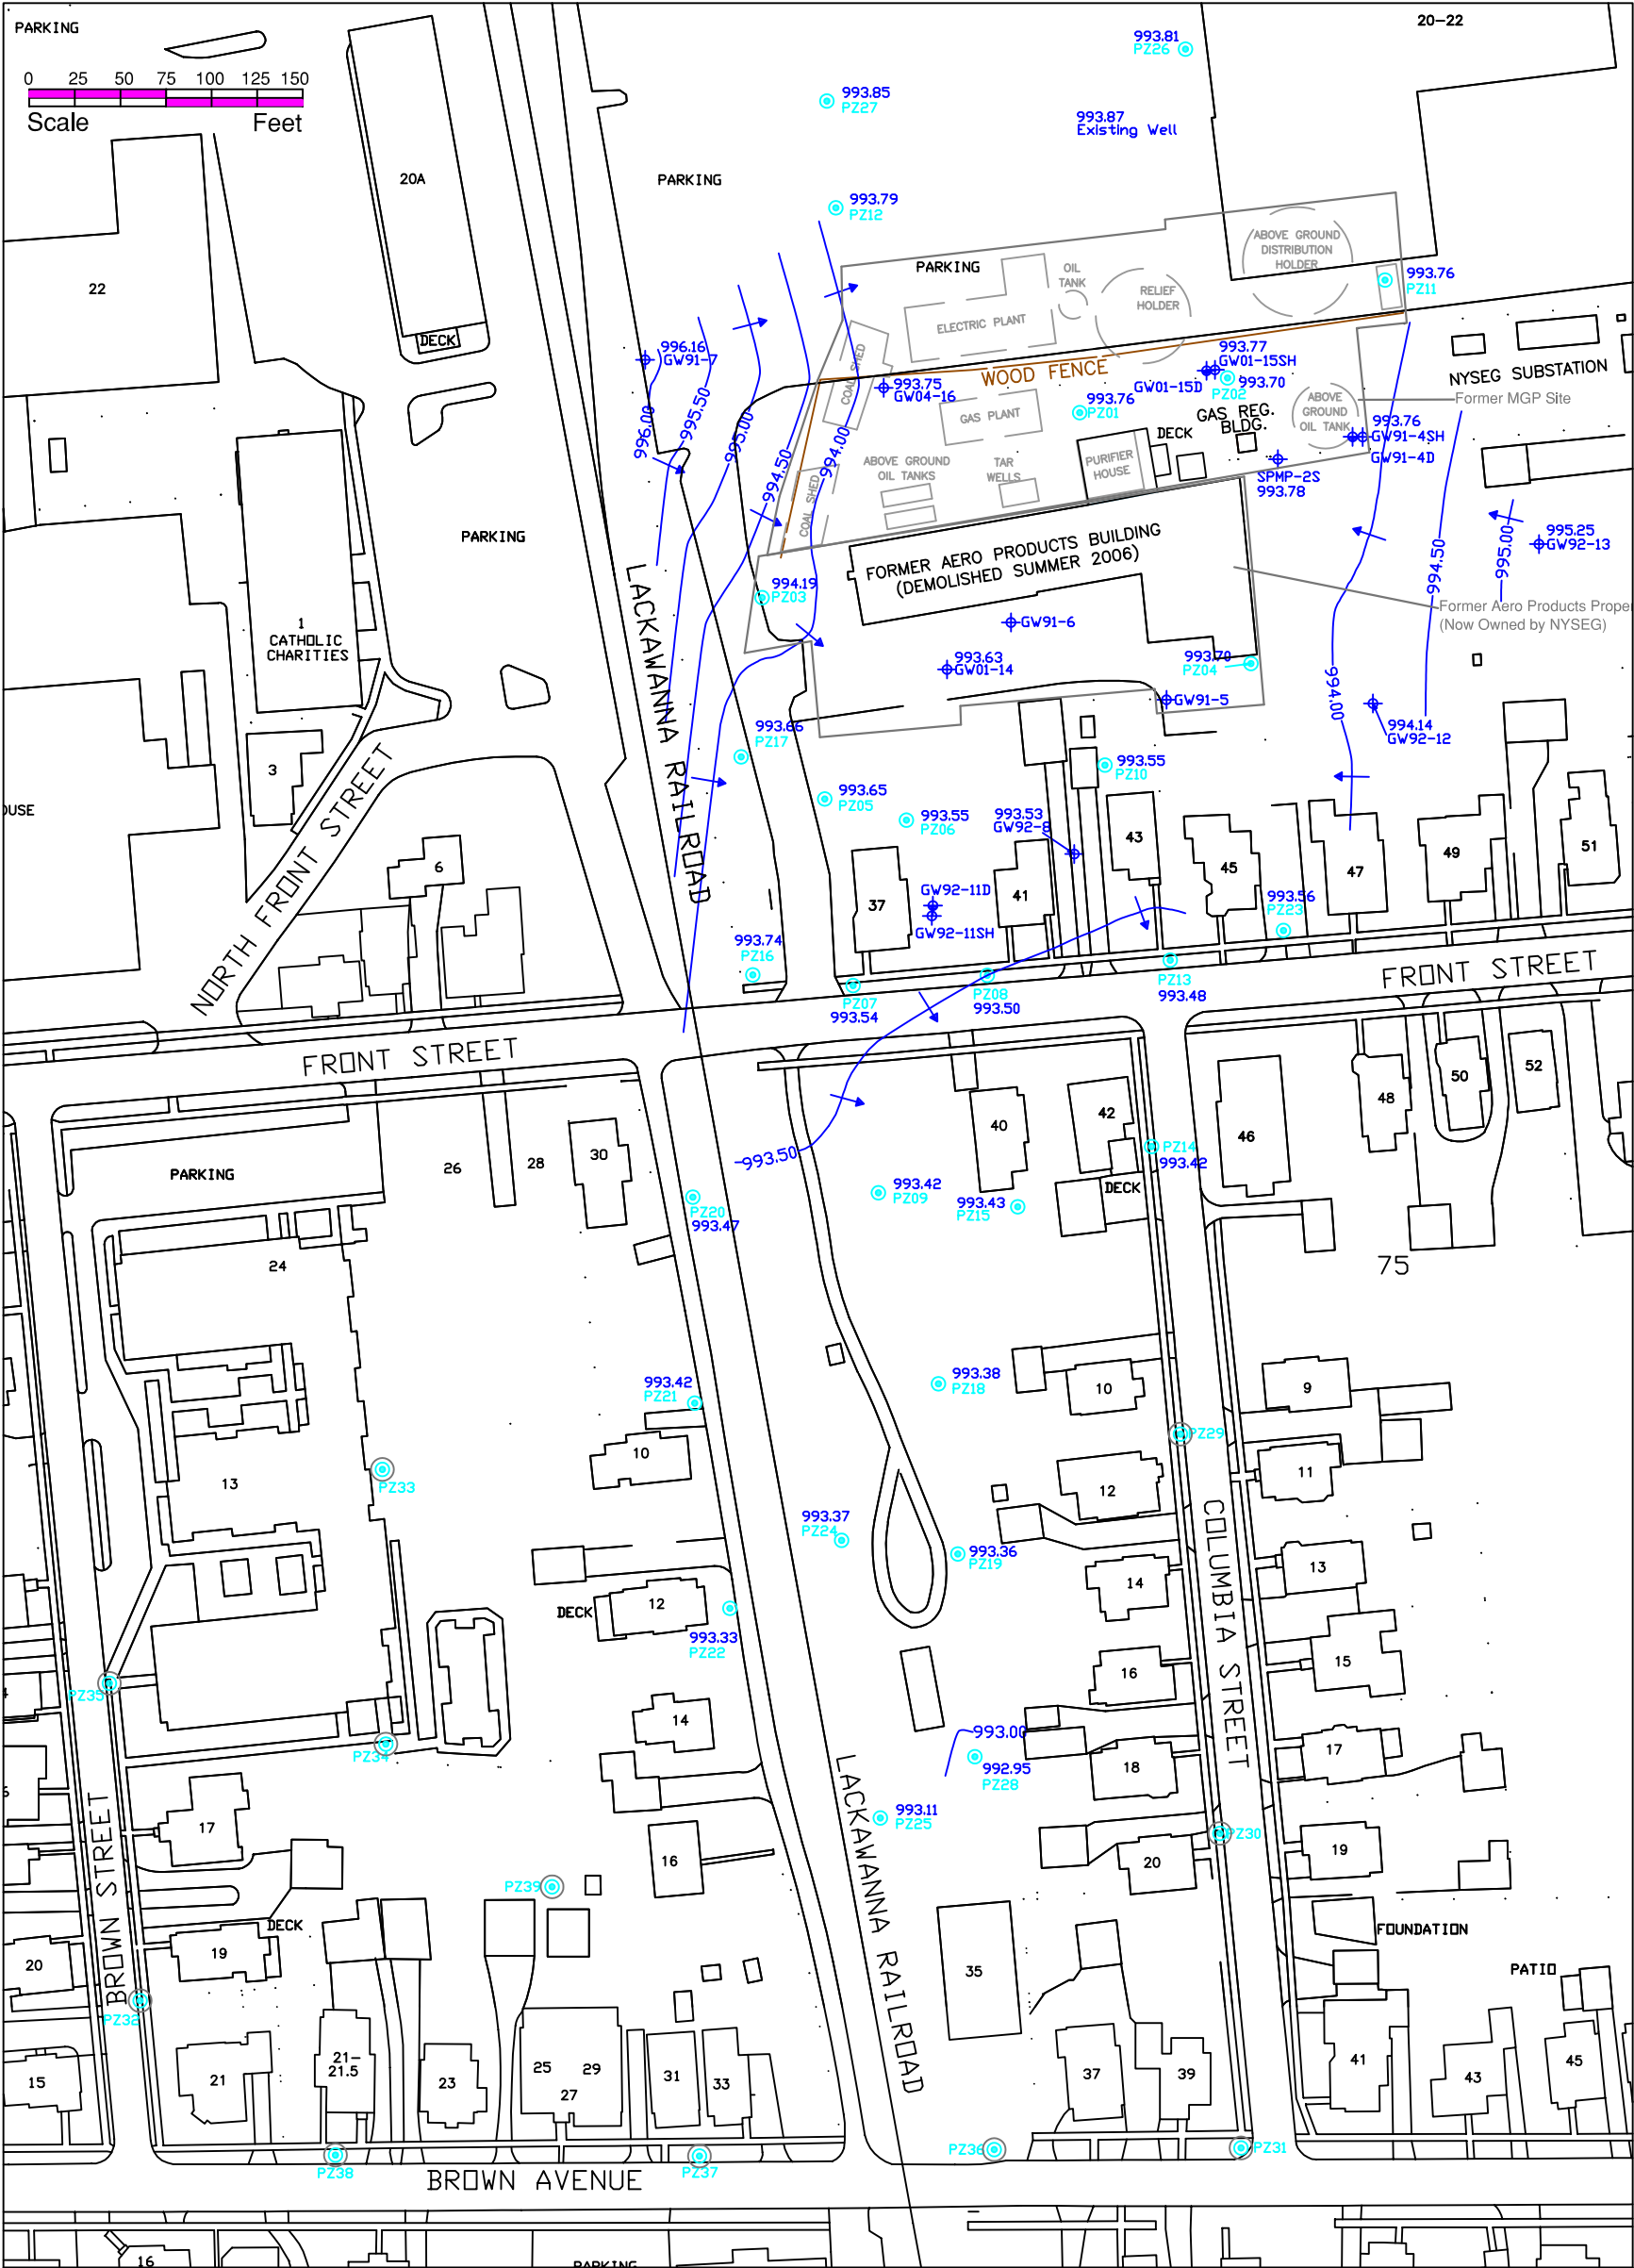 PARKING
0 25 50 75 100 125 150
Scale Feet
20A
22
DECK
993.81
PZ26
20-22
993.85
PZ27
993.87
Existing Well
PARKING
993.79
PZ12
PARKING
ABOVE GROUND
DISTRIBUTION
HOLDER
OIL
TANK
RELIEF
HOLDER
ELECTRIC PLANT
993.76
PZ11
996.16
GW91-7
COAL SHED
993.75
GW04-16
WOOD FENCE
993.77
GW01-15SH
GW01-15D
993.70
PZ02
993.76
PZ01
GAS PLANT
GAS REG.
BLDG.
DECK
ABOVE
GROUND
OIL TANK
NYSEG SUBSTATION
Former MGP Site
993.76
GW91-4SH
GW91-4D
SPMP-2S
993.78
996.00
995.50
995.00
994.50
994.00
COAL SHED
ABOVE GROUND
OIL TANKS
TAR
WELLS
PURIFIER
HOUSE
PARKING
FORMER AERO PRODUCTS BUILDING
(DEMOLISHED SUMMER 2006)
994.50
995.00
995.25
GW92-13
Former Aero Products Prope
(Now Owned by NYSEG)
994.19
PZ03
1
CATHOLIC
CHARITIES
GW91-6
993.63
GW01-14
993.70
PZ04
GW91-5
994.00
994.14
GW92-12
LACKAWANNA RAILROAD
993.66
PZ17
3
NORTH FRONT STREET
OUSE
993.65
PZ05
993.55
PZ06
993.55
PZ10
993.53
GW92-8
6
37
GW92-11D
GW92-11SH
41
43
45
47
49
51
993.56
PZ23
993.74
PZ16
PZ07
993.54
PZ08
993.50
PZ13
993.48
FRONT STREET
FRONT STREET
PARKING
26
28
30
993.50
40
42
PZ14
993.42
DECK
46
48
50
52
PZ20
993.47
993.42
PZ09
993.43
PZ15
24
75
993.42
PZ21
993.38
PZ18
10
9
10
13
PZ33
PZ29
12
11
993.37
PZ24
993.36
PZ19
14
13
DECK
12
993.33
PZ22
COLUMBIA STREET
16
15
PZ35
PZ34
14
993.00
992.95
PZ28
18
17
17
LACKAWANNA RAILROAD
993.11
PZ25
PZ30
19
20
16
PZ39
BROWN STREET
DECK
19
20
35
FOUNDATION
PATIO
PZ32
15
21
21-
21.5
23
25
27
29
31
33
37
39
41
43
45
PZ38
PZ37
PZ36
PZ31
BROWN AVENUE
16
PARKING